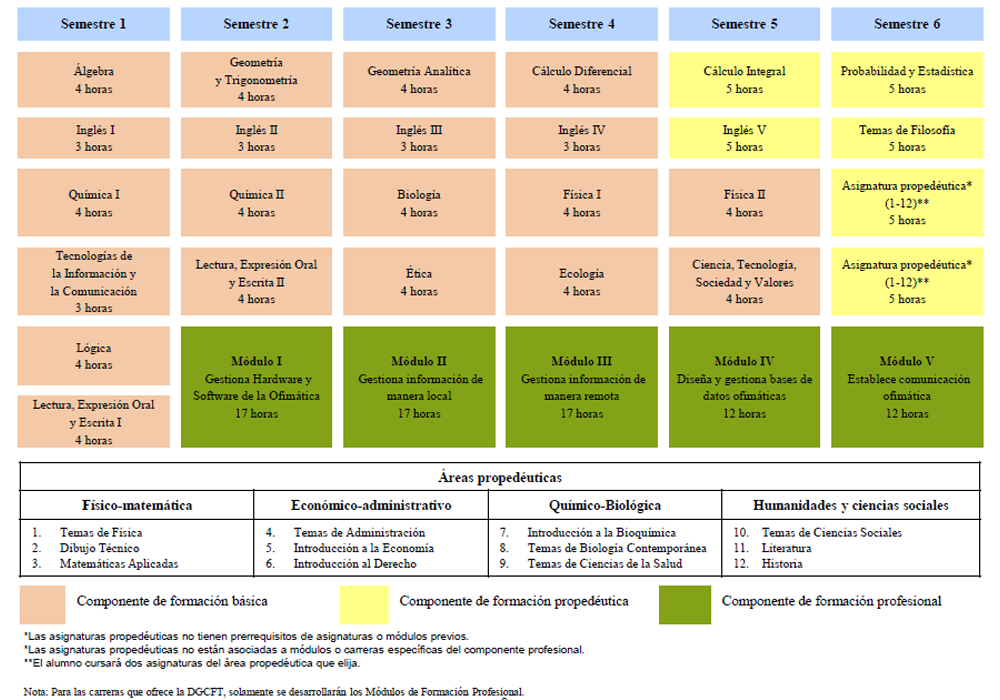 Semestre 1
Semestre 2
Semestre 3
Semestre 4
Semestre 5
Semestre 6
Álgebra
4 horas
Geometría
y Trigonometría
4 horas
Geometría Analítica
4 horas
Cálculo Diferencial
4 horas
Cálculo Integral
5 horas
Probabilidad y Estadística
5 horas
Inglés I
3 horas
Inglés II
3 horas
Inglés III
3 horas
Inglés IV
3 horas
Inglés V
5 horas
Temas de Filosofía
5 horas
Química I
4 horas
Química II
4 horas
Biología
4 horas
Física I
4 horas
Física II
4 horas
Asignatura propedéutica*
(1-12)**
5 horas
Tecnologías de
la Información y
la Comunicación
3 horas
Lectura, Expresión Oral
y Escrita II
4 horas
Ética
4 horas
Ecología
4 horas
Ciencia, Tecnología,
Sociedad y Valores
4 horas
Asignatura propedéutica*
(1-12)**
5 horas
Lógica
4 horas
Lectura, Expresión Oral
y Escrita I
4 horas
Módulo I
Gestiona Hardware y
Software de la Ofimática
17 horas
Módulo II
Gestiona información de
manera local
17 horas
Módulo III
Gestiona información de
manera remota
17 horas
Módulo IV
Diseña y gestiona bases de
datos ofimáticas
12 horas
Módulo V
Establece comunicación
ofimática
12 horas
Áreas propedéuticas
Físico-matemática
Económico-administrativo
Químico-Biológica
Humanidades y ciencias sociales
1. Temas de Física
2. Dibujo Técnico
3. Matemáticas Aplicadas
4. Temas de Administración
5. Introducción a la Economía
6. Introducción al Derecho
7. Introducción a la Bioquímica
8. Temas de Biología Contemporánea
9. Temas de Ciencias de la Salud
10. Temas de Ciencias Sociales
11. Literatura
12. Historia
Componente de formación básica
Componente de formación propedéutica
Componente de formación profesional
*Las asignaturas propedéuticas no tienen prerrequisitos de asignaturas o módulos previos.
*Las asignaturas propedéuticas no están asociadas a módulos o carreras específicas del componente profesional.
**El alumno cursará dos asignaturas del área propedéutica que elija.
Nota: Para las carreras que ofrece la DGCFT, solamente se desarrollarán los Módulos de Formación Profesional.